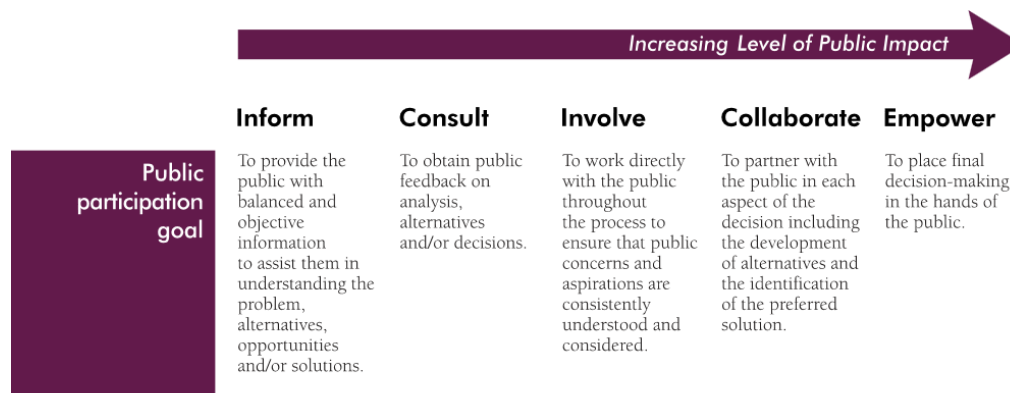 Increasing Level of Public Impact
Inform
Consult
Involve
Collaborate
Empower
Public
participation
goal
To provide the
public with
balanced and
objective
information
to assist them in
understanding the
problem,
alternatives,
opportunities
and/or solutions.
To obtain public
feedback on
analysis,
alternatives
and/or decisions.
To work directly
with the public
throughout
the process to
ensure that public
concerns and
aspirations are
consistently
understood and
considered.
To partner with
the public in each
aspect of the
decision including
the development
of alternatives and
the identification
of the preferred
solution.
To place final
decision-making
in the hands of
the public.